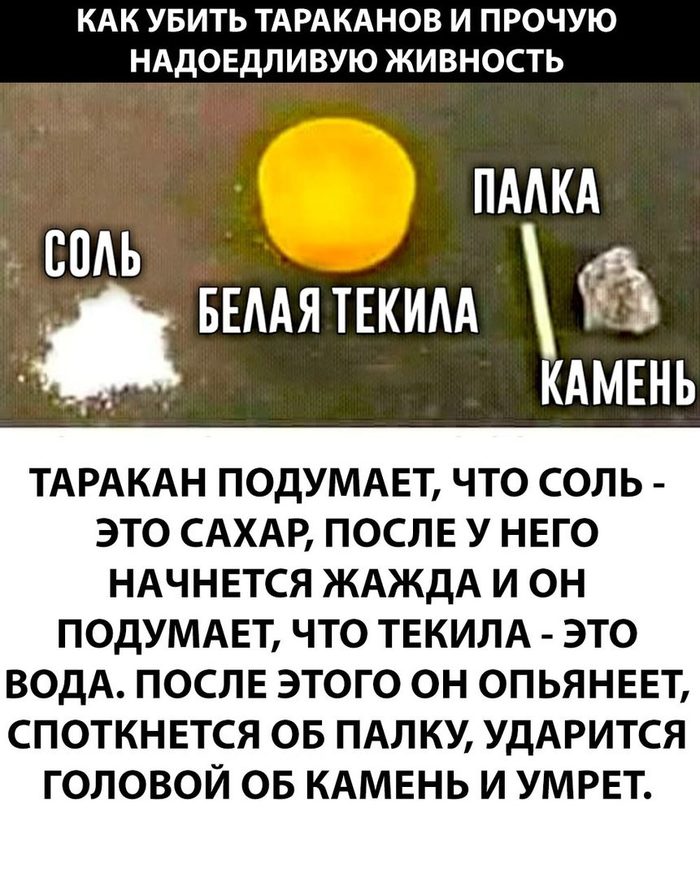 КАК УБИТЬ ТАРАКАНОВ И ПРОЧУЮ
НАДОЕДЛИВУЮ ЖИВНОСТЬ
ПАЛКА
СОЛЬ
БЕЛАЯ ТЕКИЛА
КАМЕНЬ
ТАРАКАН ПОДУМАЕТ, ЧТО СОЛЬ -
ЭТО САХАР, ПОСЛЕ У НЕГО
НАЧНЕТСЯ ЖАЖДА И ОН
ПОДУМАЕТ, ЧТО ТЕКИЛА - ЭТО
ВОДА. ПОСЛЕ ЭТОГО ОН ОПЬЯНЕЕТ,
СПОТКНЕТСЯ ОБ ПАЛКУ, УДАРИТСЯ
ГОЛОВОЙ ОБ КАМЕНЬ И УМРЕТ.